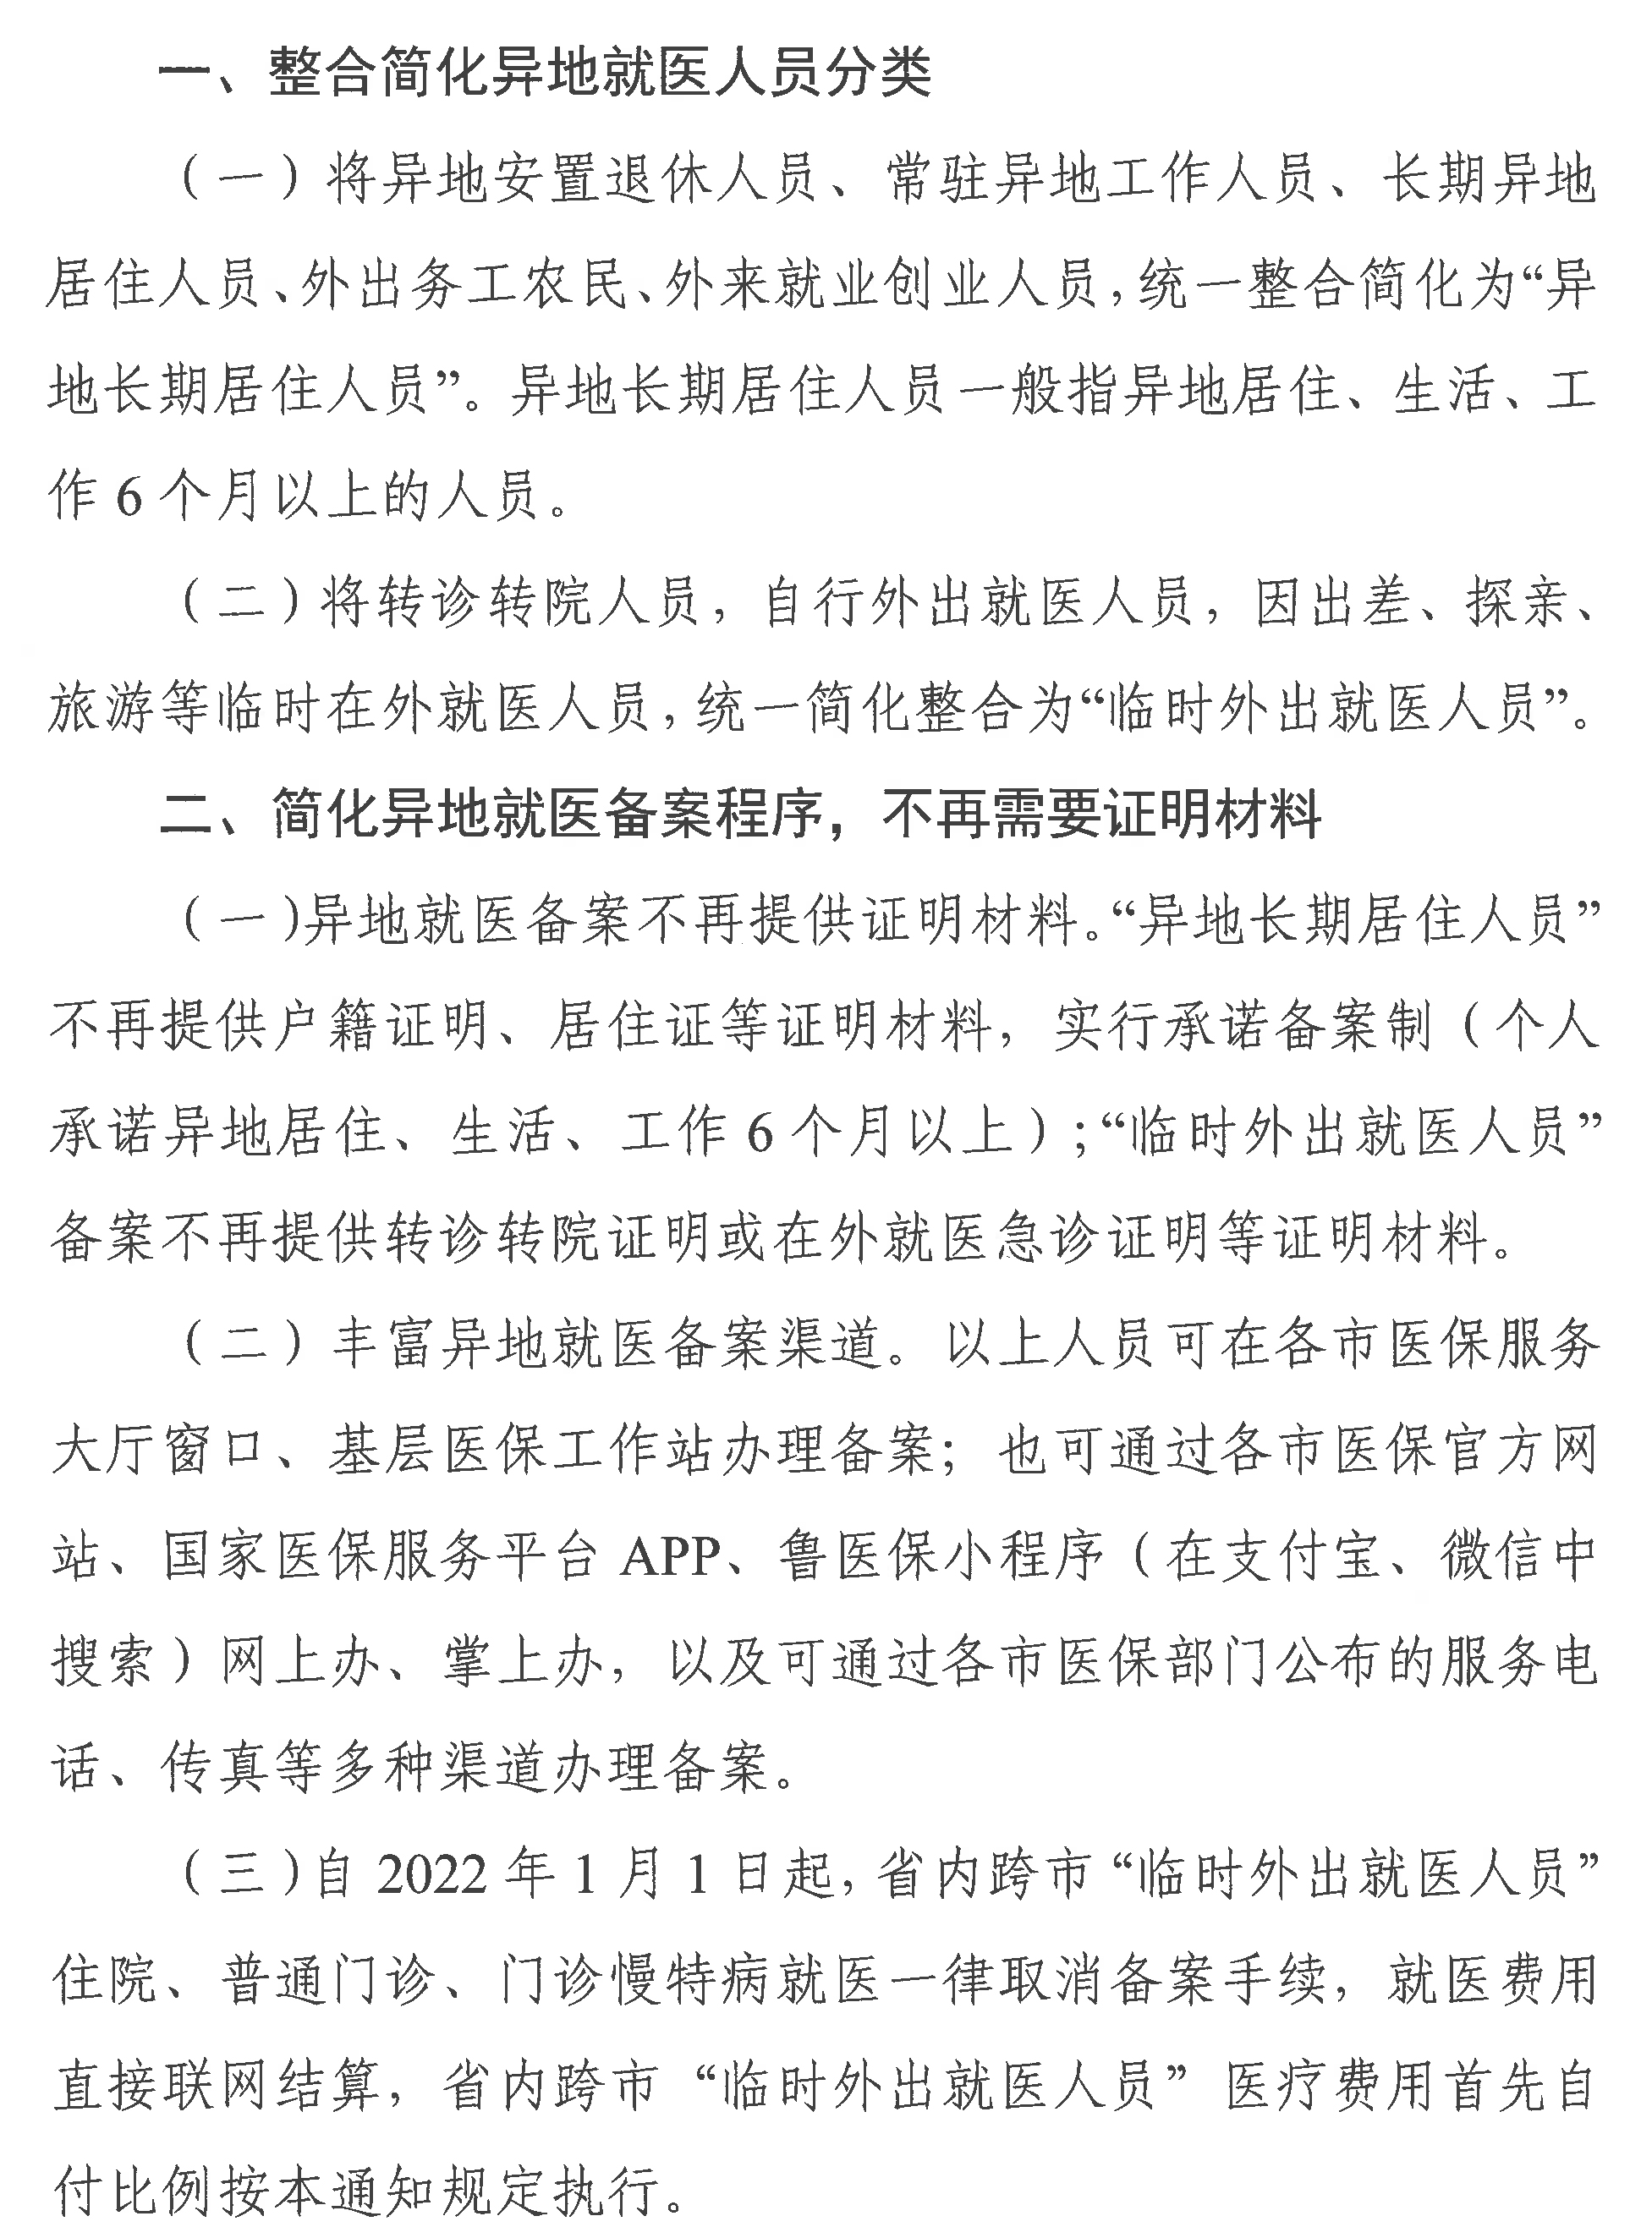 一、整合简化异地就医人员分类
（一）将异地安置退休人员、常驻异地工作人员、长期异地
居住人员、外出务工农民、外来就业创业人员，统一整合简化为“异
地长期居住人员”。异地长期居住人员一般指异地居住、生活、工
作 6 个月以上的人员。
（二）将转诊转院人员，自行外出就医人员，因出差、探亲、
旅游等临时在外就医人员，统一简化整合为“临时外出就医人员”。
二、简化异地就医备案程序，不再需要证明材料
（一）异地就医备案不再提供证明材料。“异地长期居住人员”
不再提供户籍证明、居住证等证明材料，实行承诺备案制（个人
承诺异地居住、生活、工作 6 个月以上）；“临时外出就医人员”
备案不再提供转诊转院证明或在外就医急诊证明等证明材料。
（二）丰富异地就医备案渠道。以上人员可在各市医保服务
大厅窗口、基层医保工作站办理备案；也可通过各市医保官方网
站、国家医保服务平台 APP、鲁医保小程序（在支付宝、微信中
搜索）网上办、掌上办，以及可通过各市医保部门公布的服务电
话、传真等多种渠道办理备案。
（三）自 2022 年 1 月 1 日起，省内跨市“临时外出就医人员”
住院、普通门诊、门诊慢特病就医一律取消备案手续，就医费用
直接联网结算，省内跨市“临时外出就医人员”医疗费用首先自
付比例按本通知规定执行。